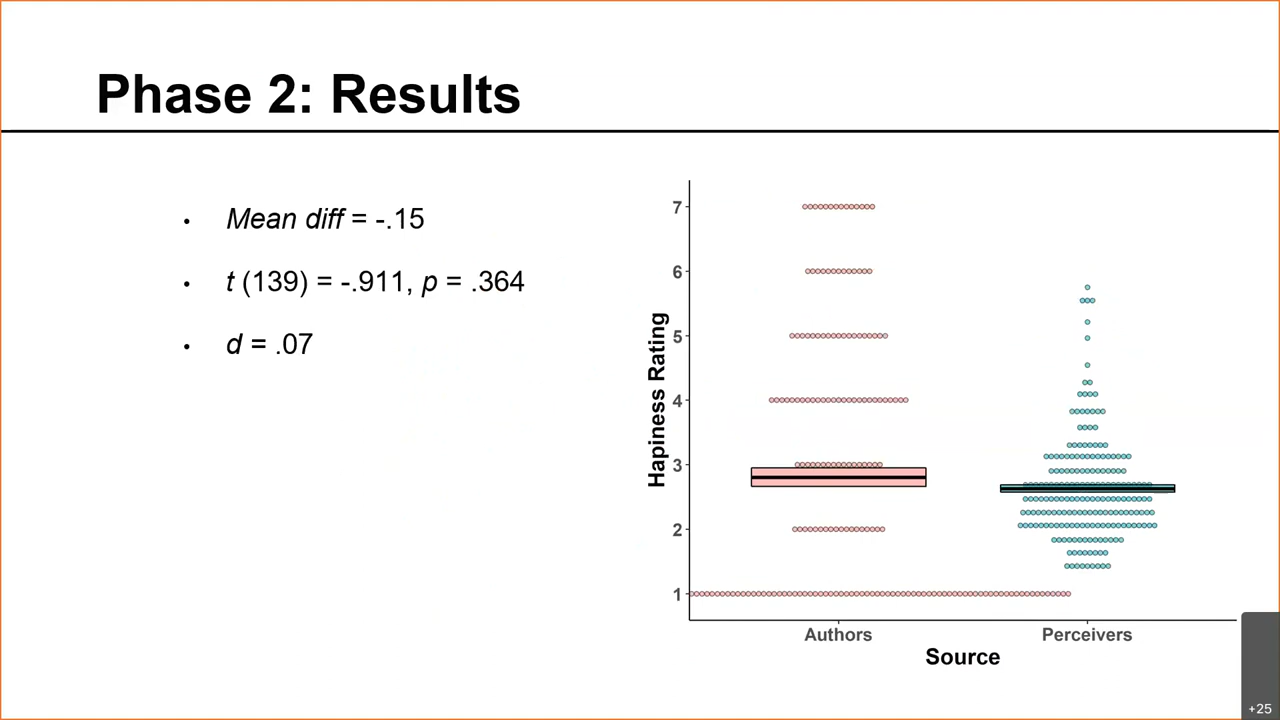 Phase 2: Results
• Mean diff = -.15
• t (139) = -.911, p = .364
• d = .07
Hapiness Rating
7
6
5
4
3
2
1
Authors
Perceivers
Source
+25